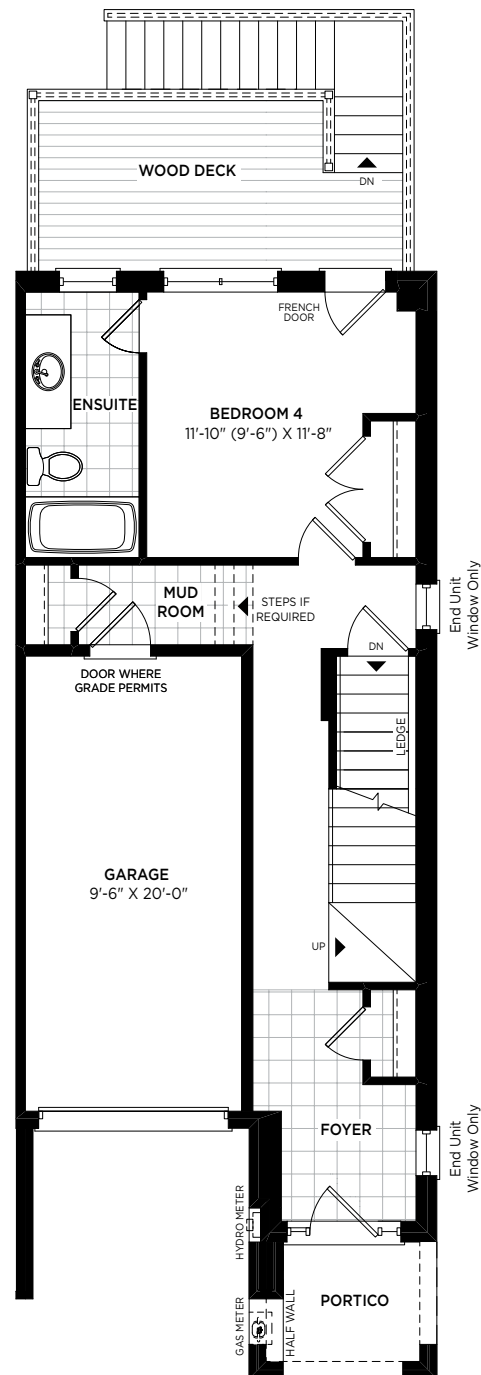 WOOD DECK
DN
FRENCH
DOOR
ENSUITE
BEDROOM 4
11'-10" (9'-6") X 11'-8"
MUD
ROOM
STEPS IF
REQUIRED
End Unit
Window Only
DOOR WHERE
GRADE PERMITS
DN
LEDGE
GARAGE
9'-6" X 20'-0"
UP
FOYER
End Unit
Window Only
HYDRO METER
PORTICO
GAS METER
HALF WALL